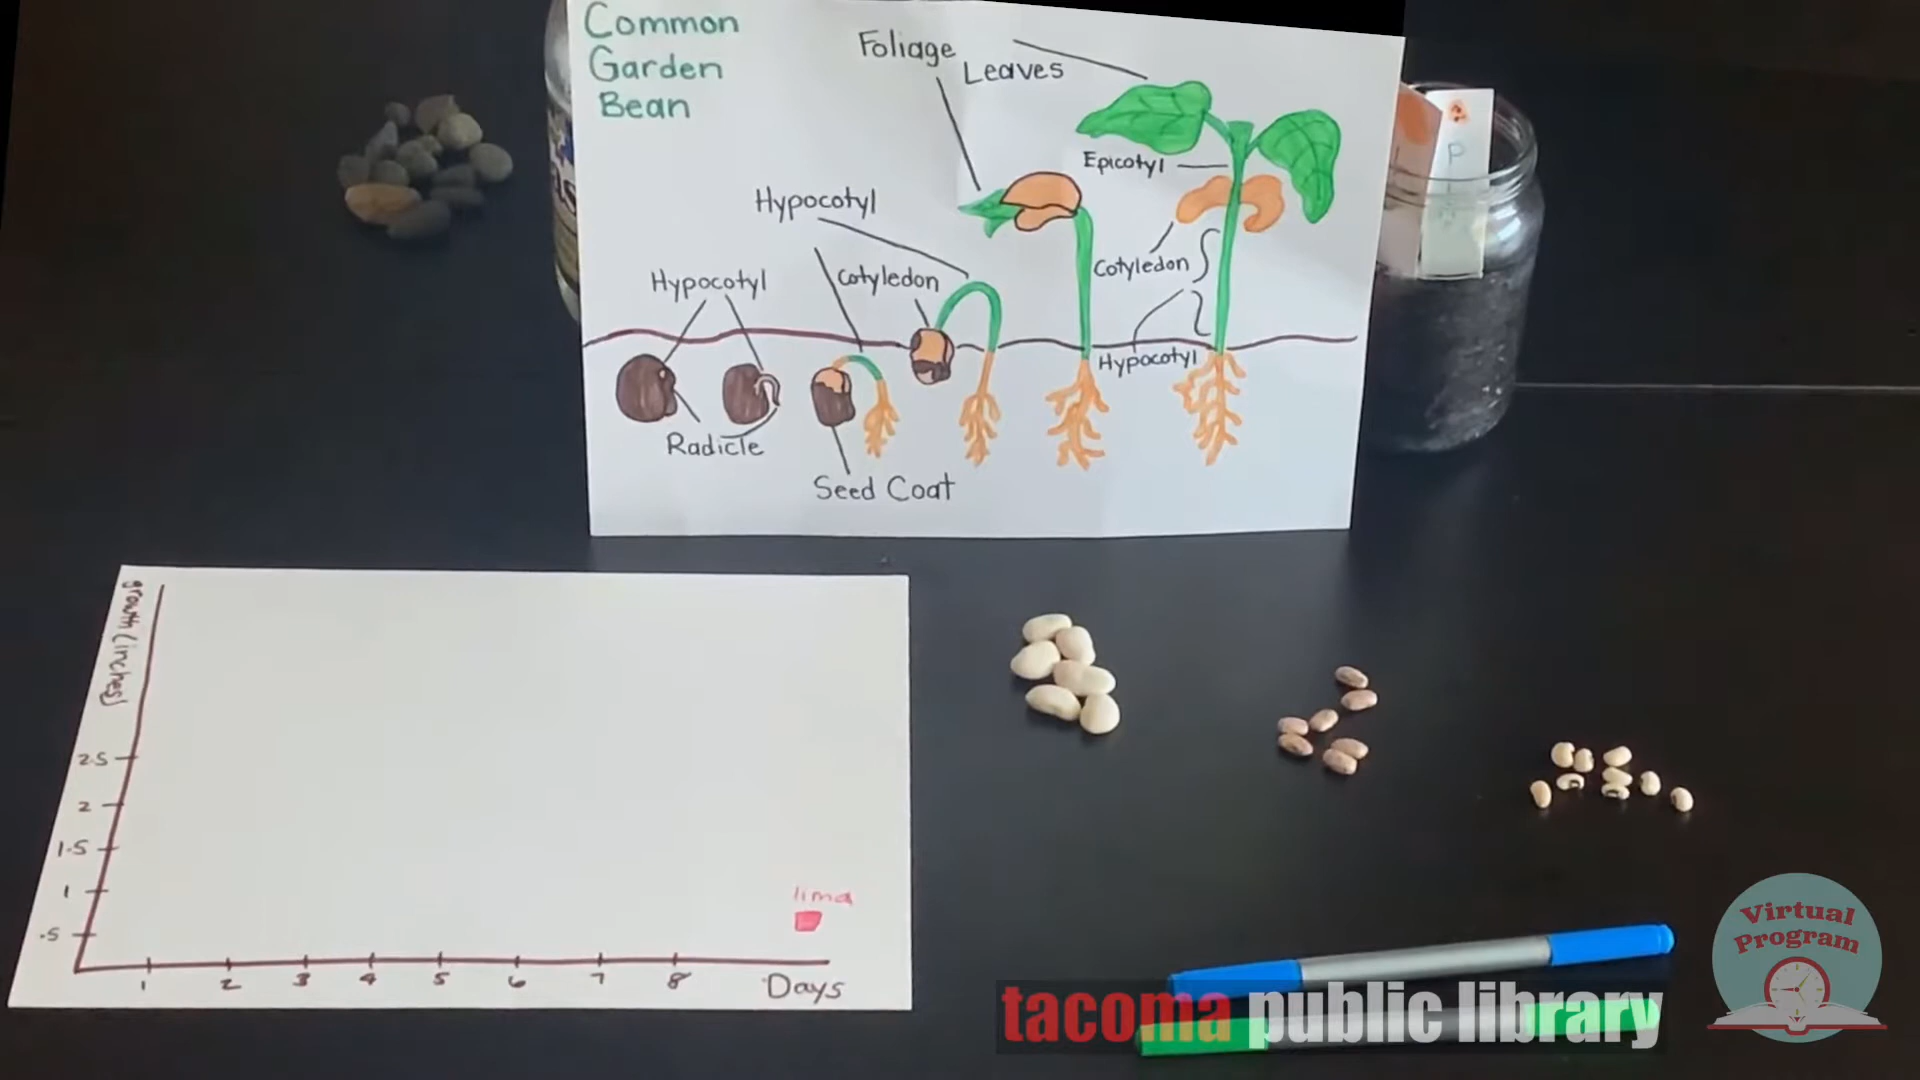 Common
Garden
Bean
Foliage
Leaves
Epicotyl
Hypocotyl
Hypocotyl
Cotyledon
Cotyledon
Hypocotyl
Radicle
Seed Coat
P
growth (inches)
2.5
2
1.5
1
.5
lima
1 2 3 4 5 6 7 8 Days
Virtual
Program
tacoma public library